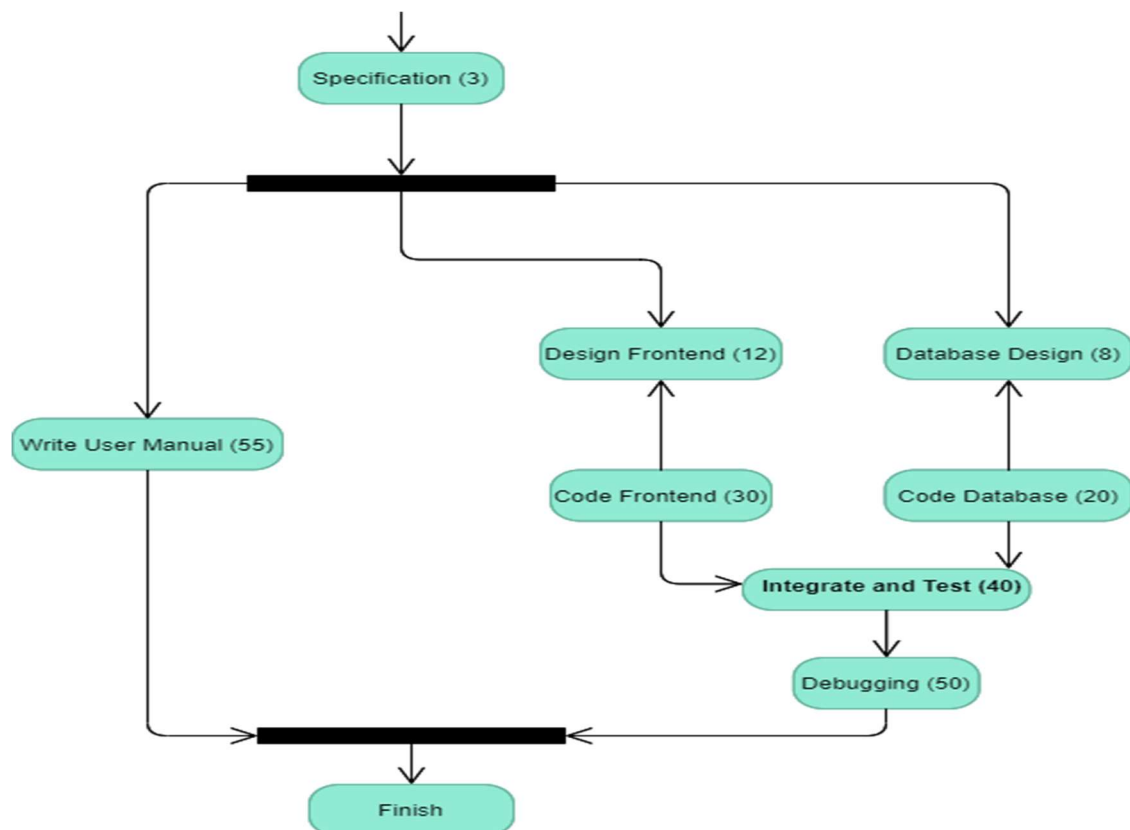 Specification (3)
Design Frontend (12)
Database Design (8)
Write User Manual (55)
Code Frontend (30)
Code Database (20)
Integrate and Test (40)
Debugging (50)
Finish